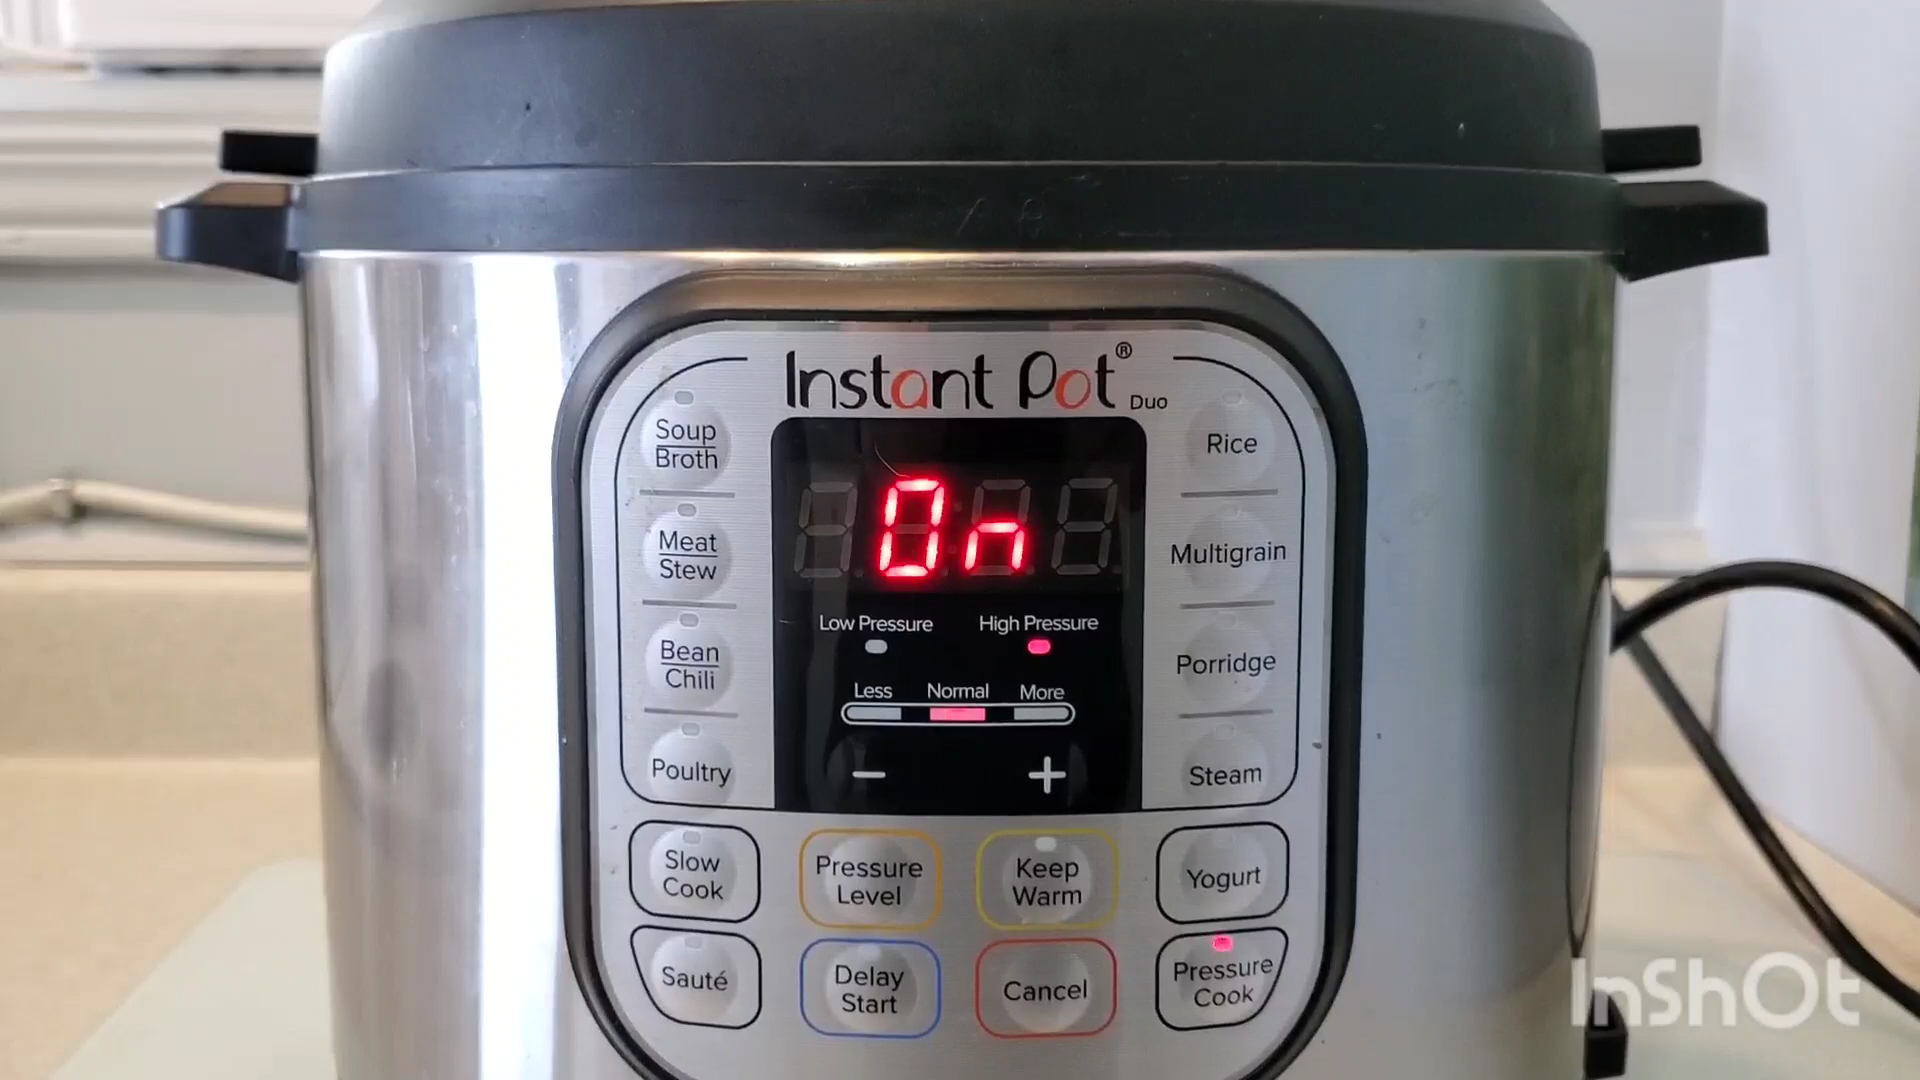 Instant Pot®
Duo
Soup
Broth
Rice
On
Meat
Stew
Multigrain
Low Pressure
High Pressure
Bean
Chili
Porridge
Less
Normal
More
Poultry
−
+
Steam
Slow
Cook
Pressure
Level
Keep
Warm
Yogurt
Sauté
Delay
Start
Cancel
Pressure
Cook
InShOt